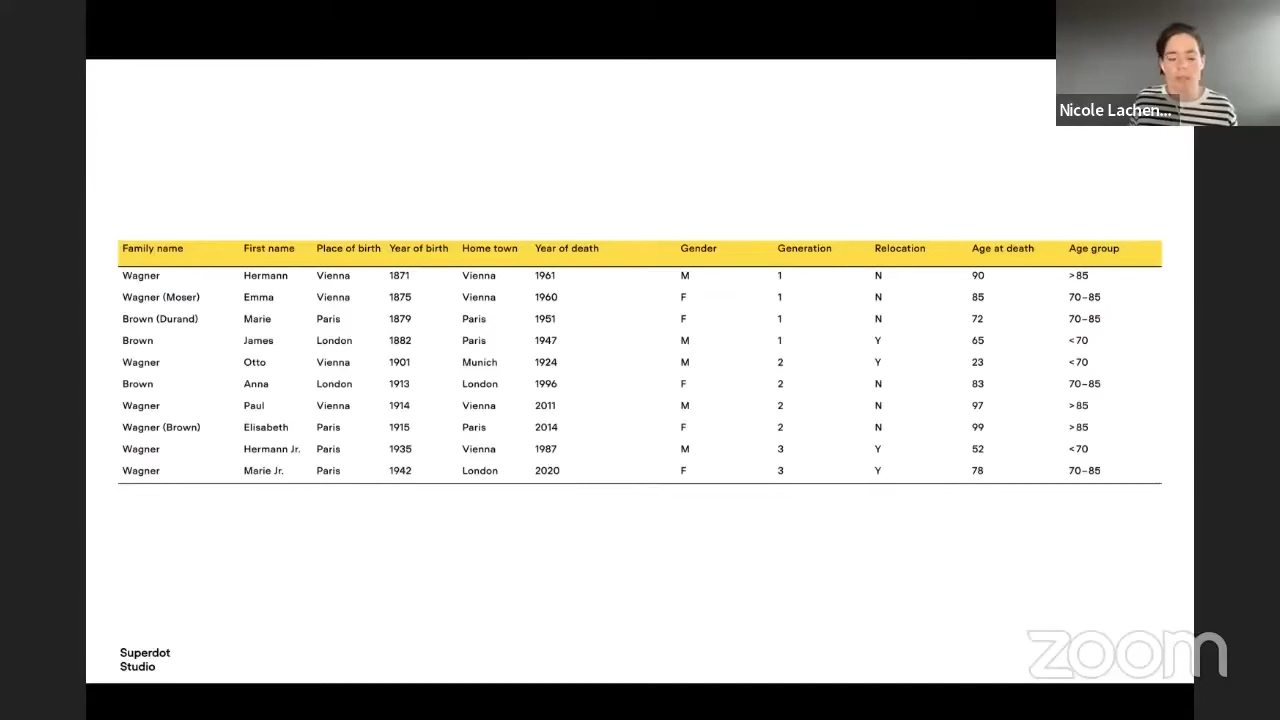 Nicole Lachen...
Family name First name Place of birth Year of birth Home town Year of death Gender Generation Relocation Age at death Age group
Wagner Hermann Vienna 1871 Vienna 1961 M 1 N 90 >85
Wagner (Moser) Emma Vienna 1875 Vienna 1960 F 1 N 85 70–85
Brown (Durand) Marie Paris 1879 Paris 1951 F 1 N 72 70–85
Brown James London 1882 Paris 1947 M 1 Y 65 <70
Wagner Otto Vienna 1901 Munich 1924 M 2 Y 23 <70
Brown Anna London 1913 London 1996 F 2 N 83 70–85
Wagner Paul Vienna 1914 Vienna 2011 M 2 N 97 >85
Wagner (Brown) Elisabeth Paris 1915 Paris 2014 F 2 N 99 >85
Wagner Hermann Jr. Paris 1935 Vienna 1987 M 3 Y 52 <70
Wagner Marie Jr. Paris 1942 London 2020 F 3 Y 78 70–85
Superdot
Studio
zoom